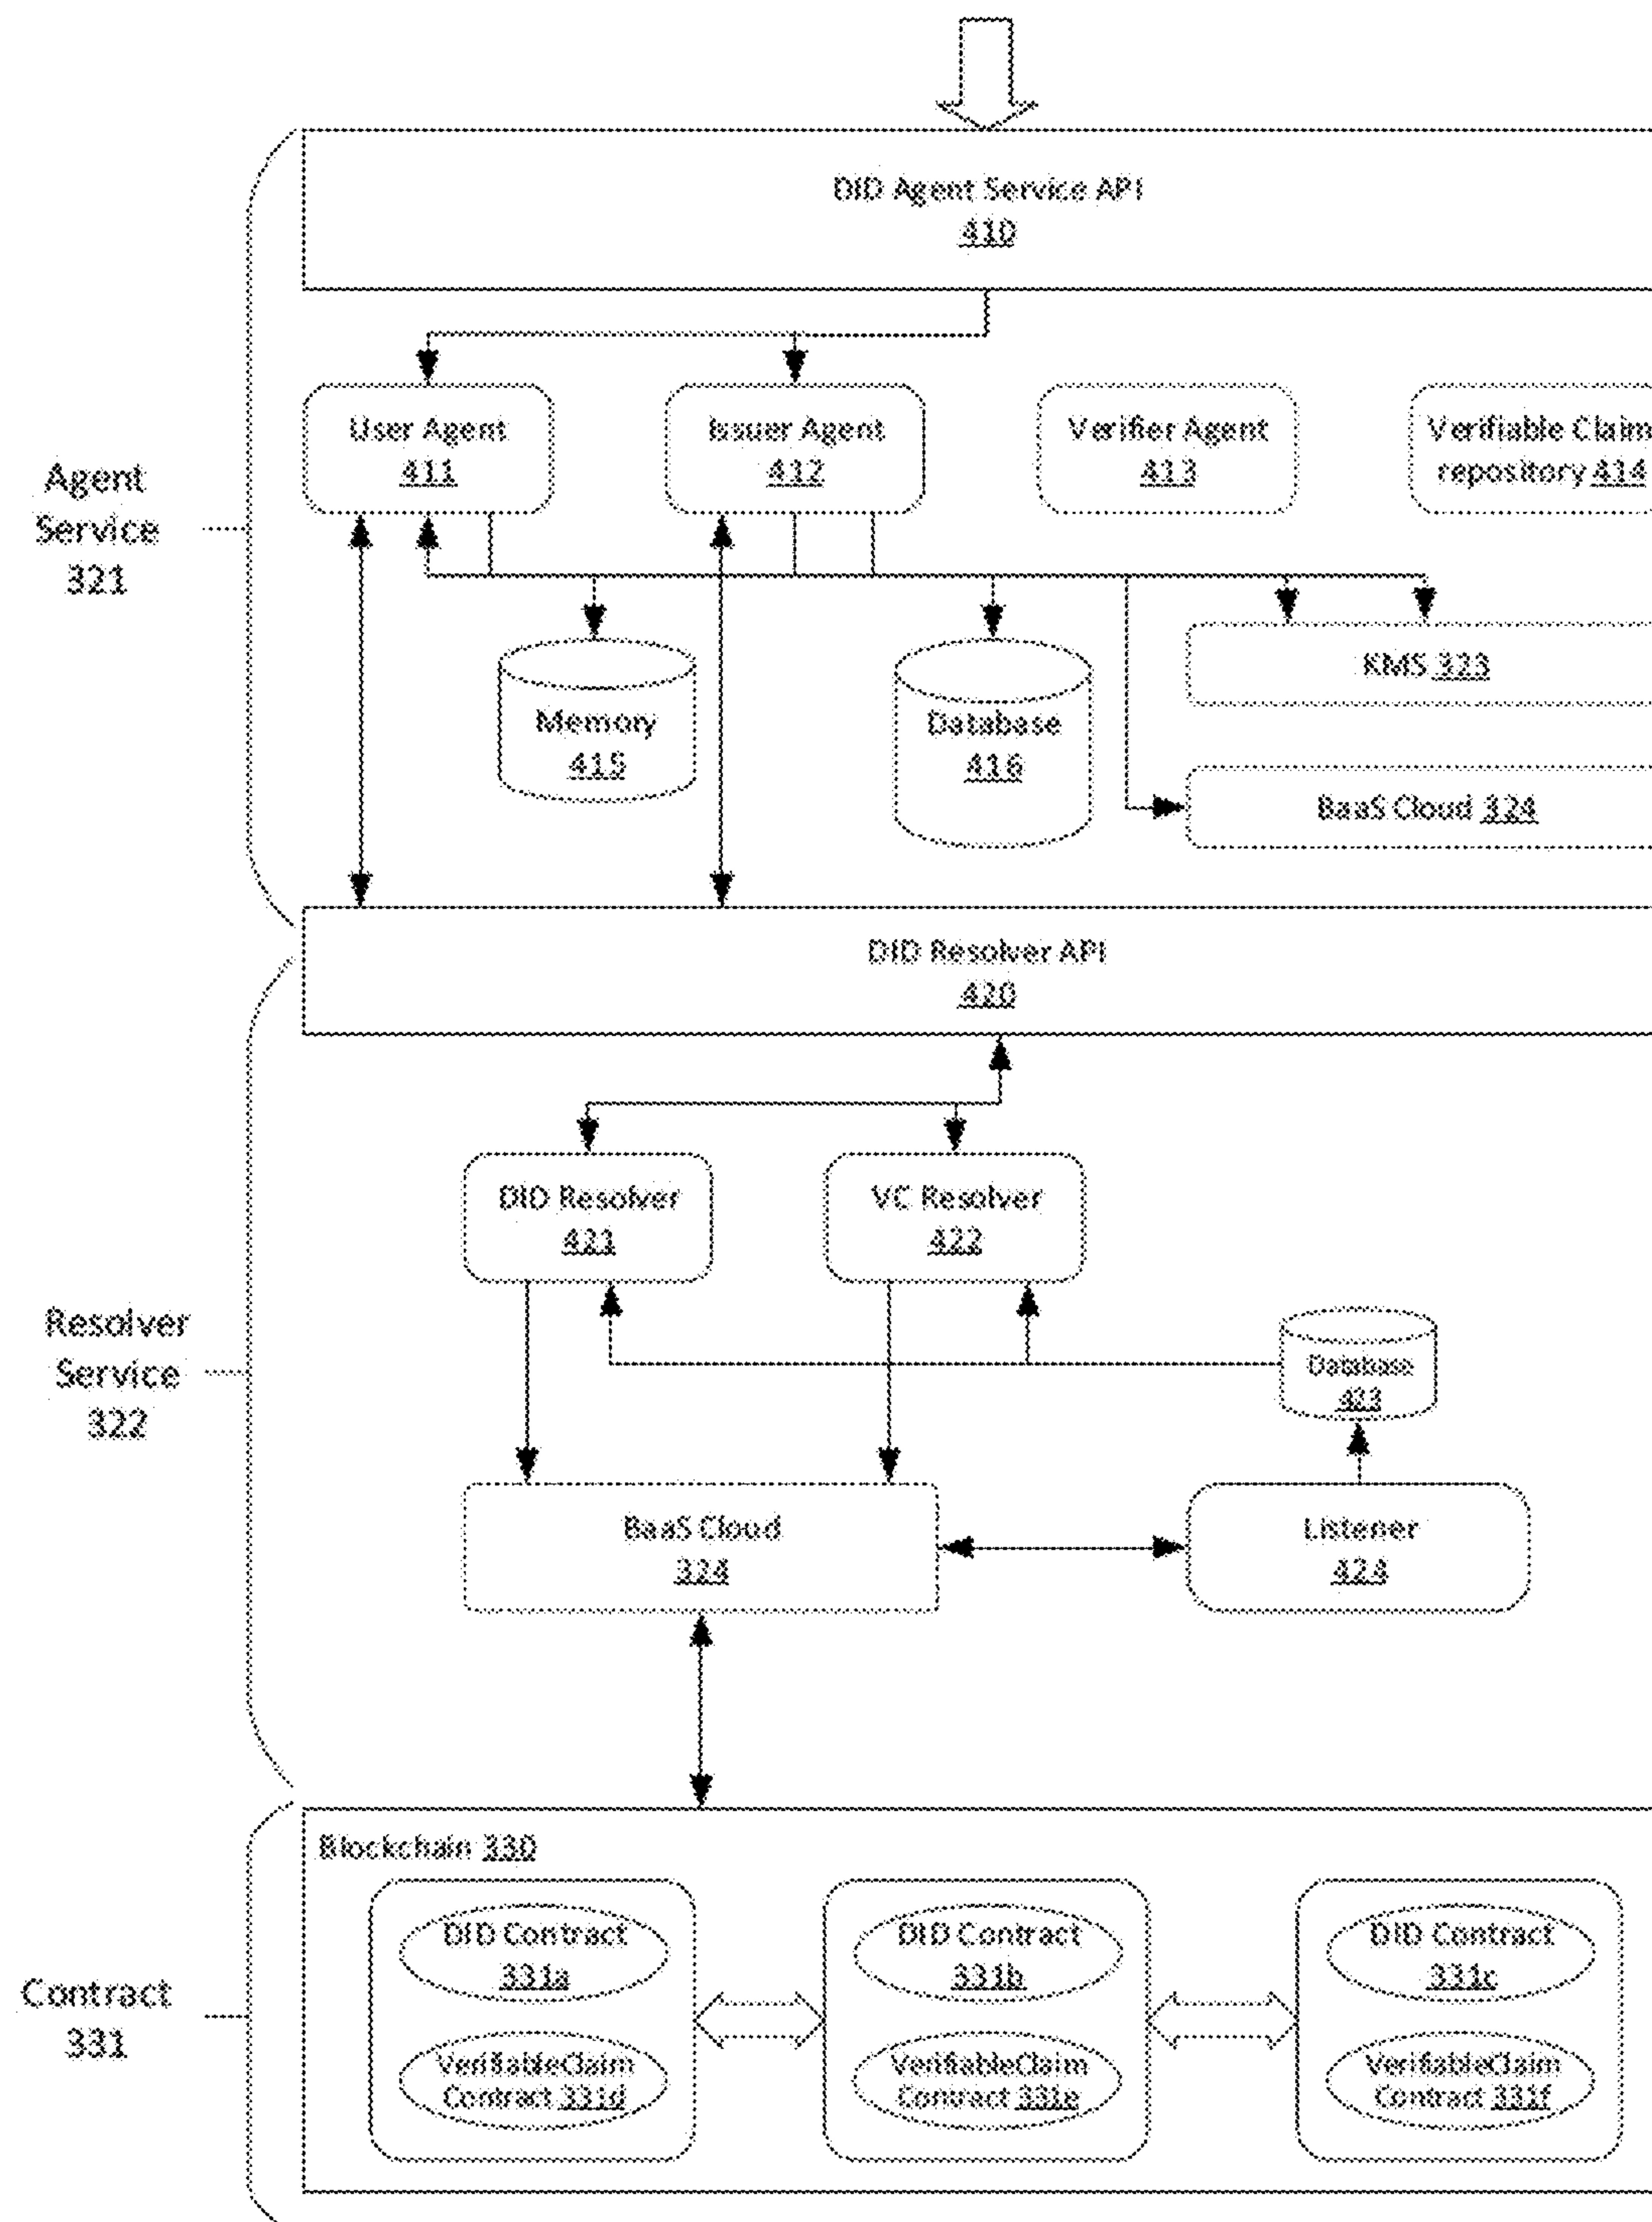 DID Agent Service API
410
User Agent
411
Issuer Agent
412
Verifier Agent
413
Verifiable Claim
repository 414
Agent
Service
321
KMS 323
Memory
415
Database
416
BaaS Cloud 324
DID Resolver API
420
DID Resolver
421
VC Resolver
422
Resolver
Service
322
Database
423
BaaS Cloud
324
Listener
424
Blockchain 330
DID Contract
331a
DID Contract
331b
DID Contract
331c
Contract
331
VerifiableClaim
Contract 331d
VerifiableClaim
Contract 331e
VerifiableClaim
Contract 331f